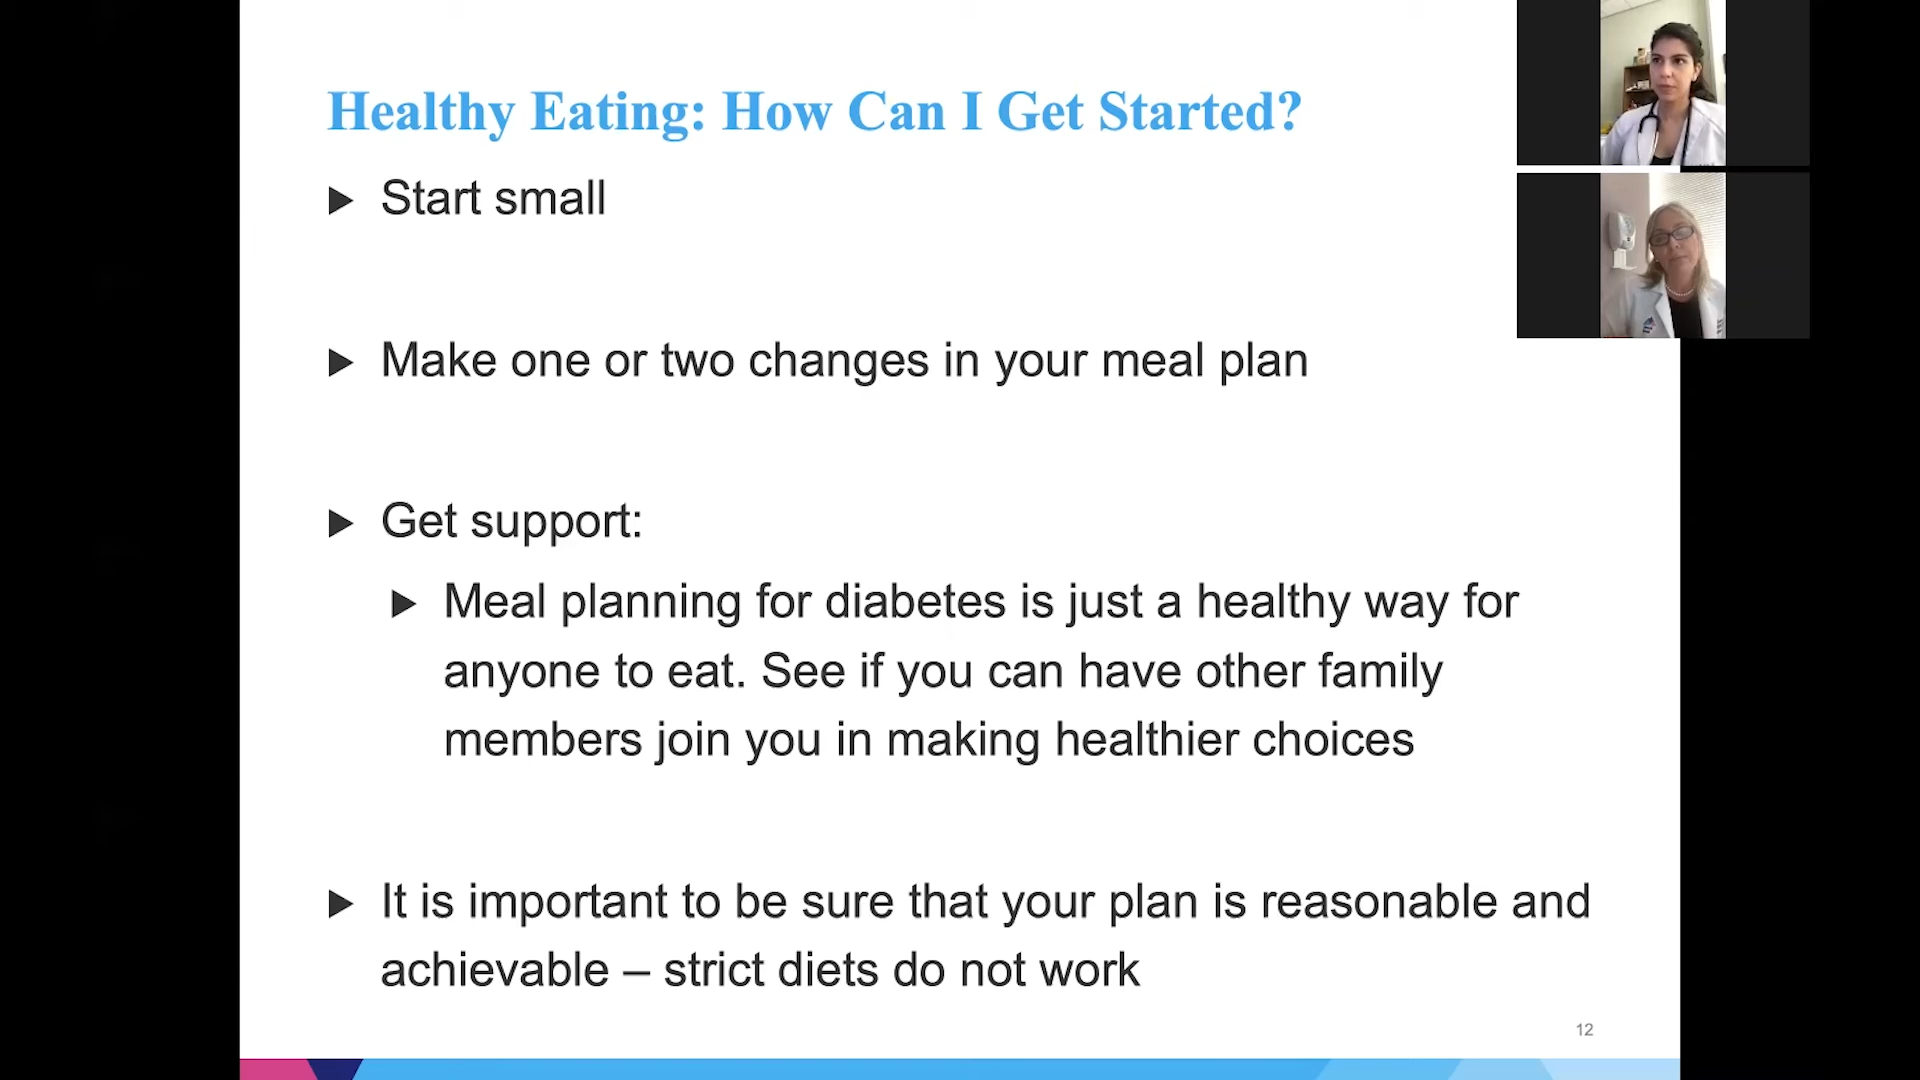 Healthy Eating: How Can I Get Started?
Start small
Make one or two changes in your meal plan
Get support:
Meal planning for diabetes is just a healthy way for
anyone to eat. See if you can have other family
members join you in making healthier choices
It is important to be sure that your plan is reasonable and
achievable – strict diets do not work
12